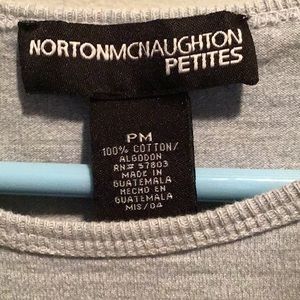 NORTONMCNAUGHTON
PETITES
PM
100% COTTON/
ALGODON
RN# 57803
MADE IN
GUATEMALA
HECHO EN
GUATEMALA
MIS/04